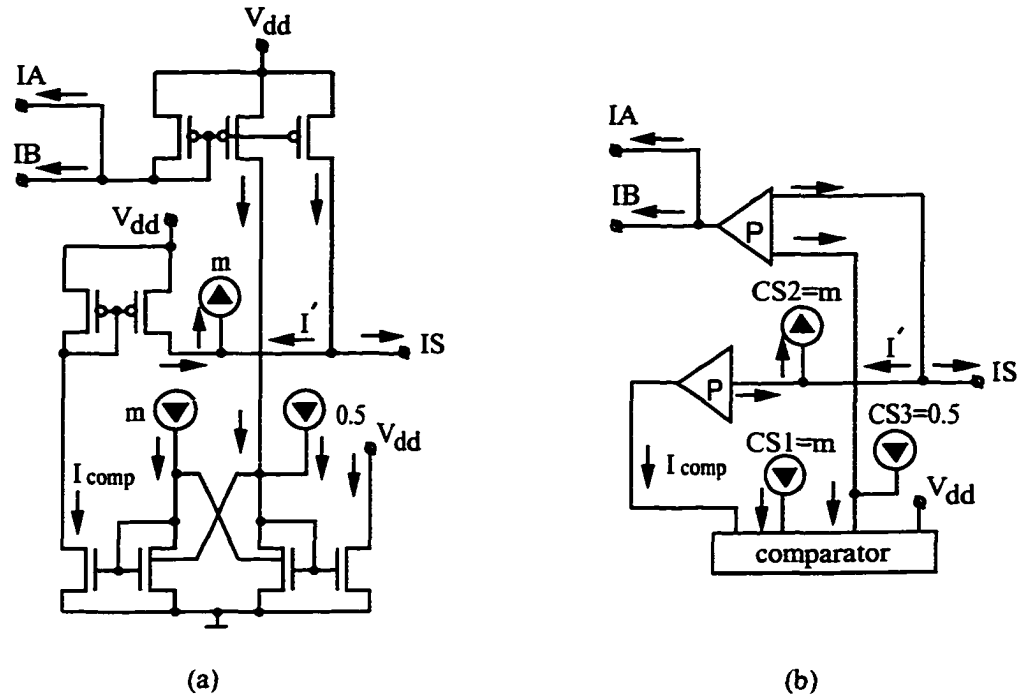 Vdd
IA
IB
Vdd
m
I′
IS
m
0.5
Vdd
I comp
(a)
IA
IB
P
CS2=m
I′
IS
P
CS3=0.5
CS1=m
I comp
Vdd
comparator
(b)